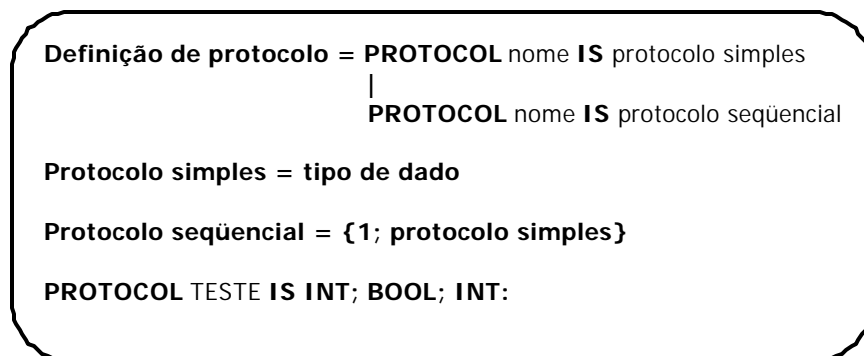 Definição de protocolo = PROTOCOL nome IS protocolo simples
|
PROTOCOL nome IS protocolo seqüencial
Protocolo simples = tipo de dado
Protocolo seqüencial = {1; protocolo simples}
PROTOCOL TESTE IS INT; BOOL; INT: